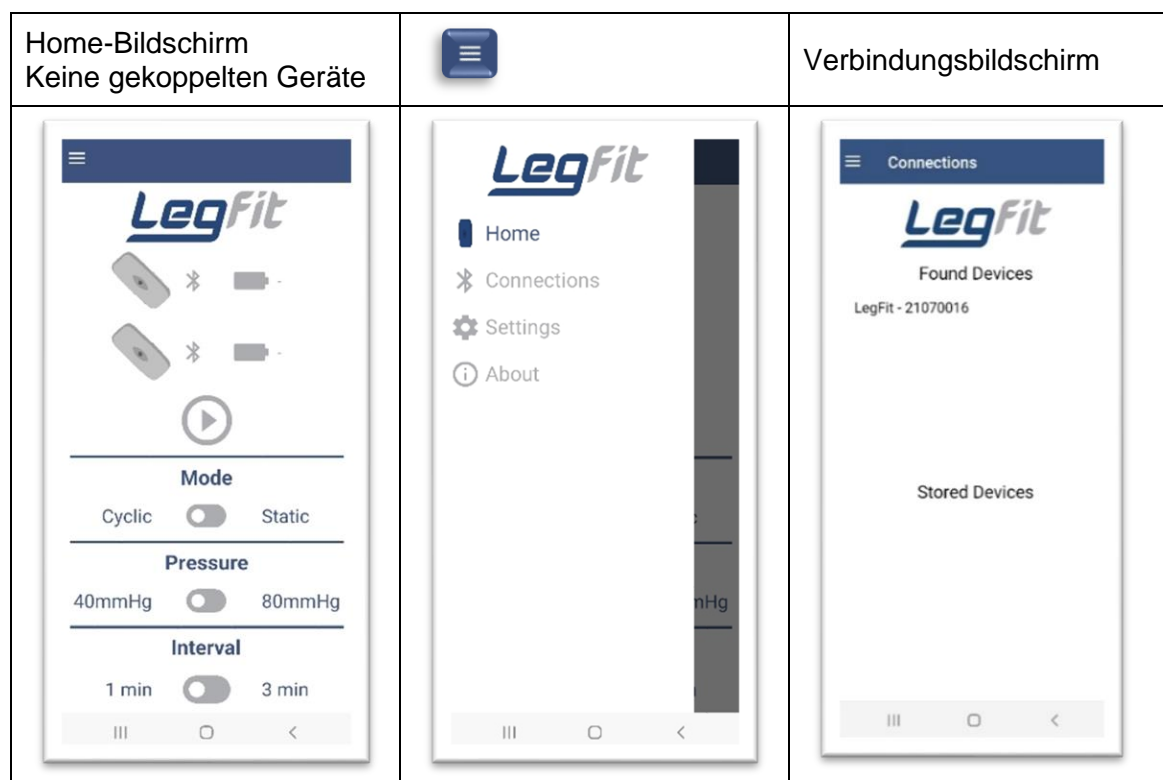 Home-Bildschirm
Keine gekoppelten Geräte
Verbindungsbildschirm
LegFit
-
-
Mode
Cyclic Static
Pressure
40mmHg 80mmHg
Interval
1 min 3 min
LegFit
Home
Connections
Settings
About
mHg
Connections
LegFit
Found Devices
LegFit - 21070016
Stored Devices